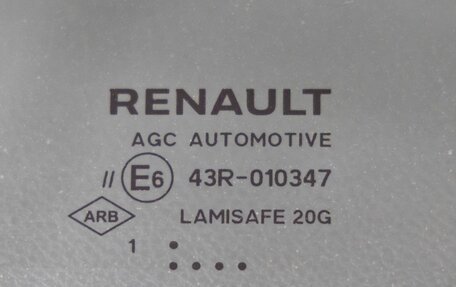 RENAULT
AGC AUTOMOTIVE
// E6 43R-010347
ARB LAMISAFE 20G
1